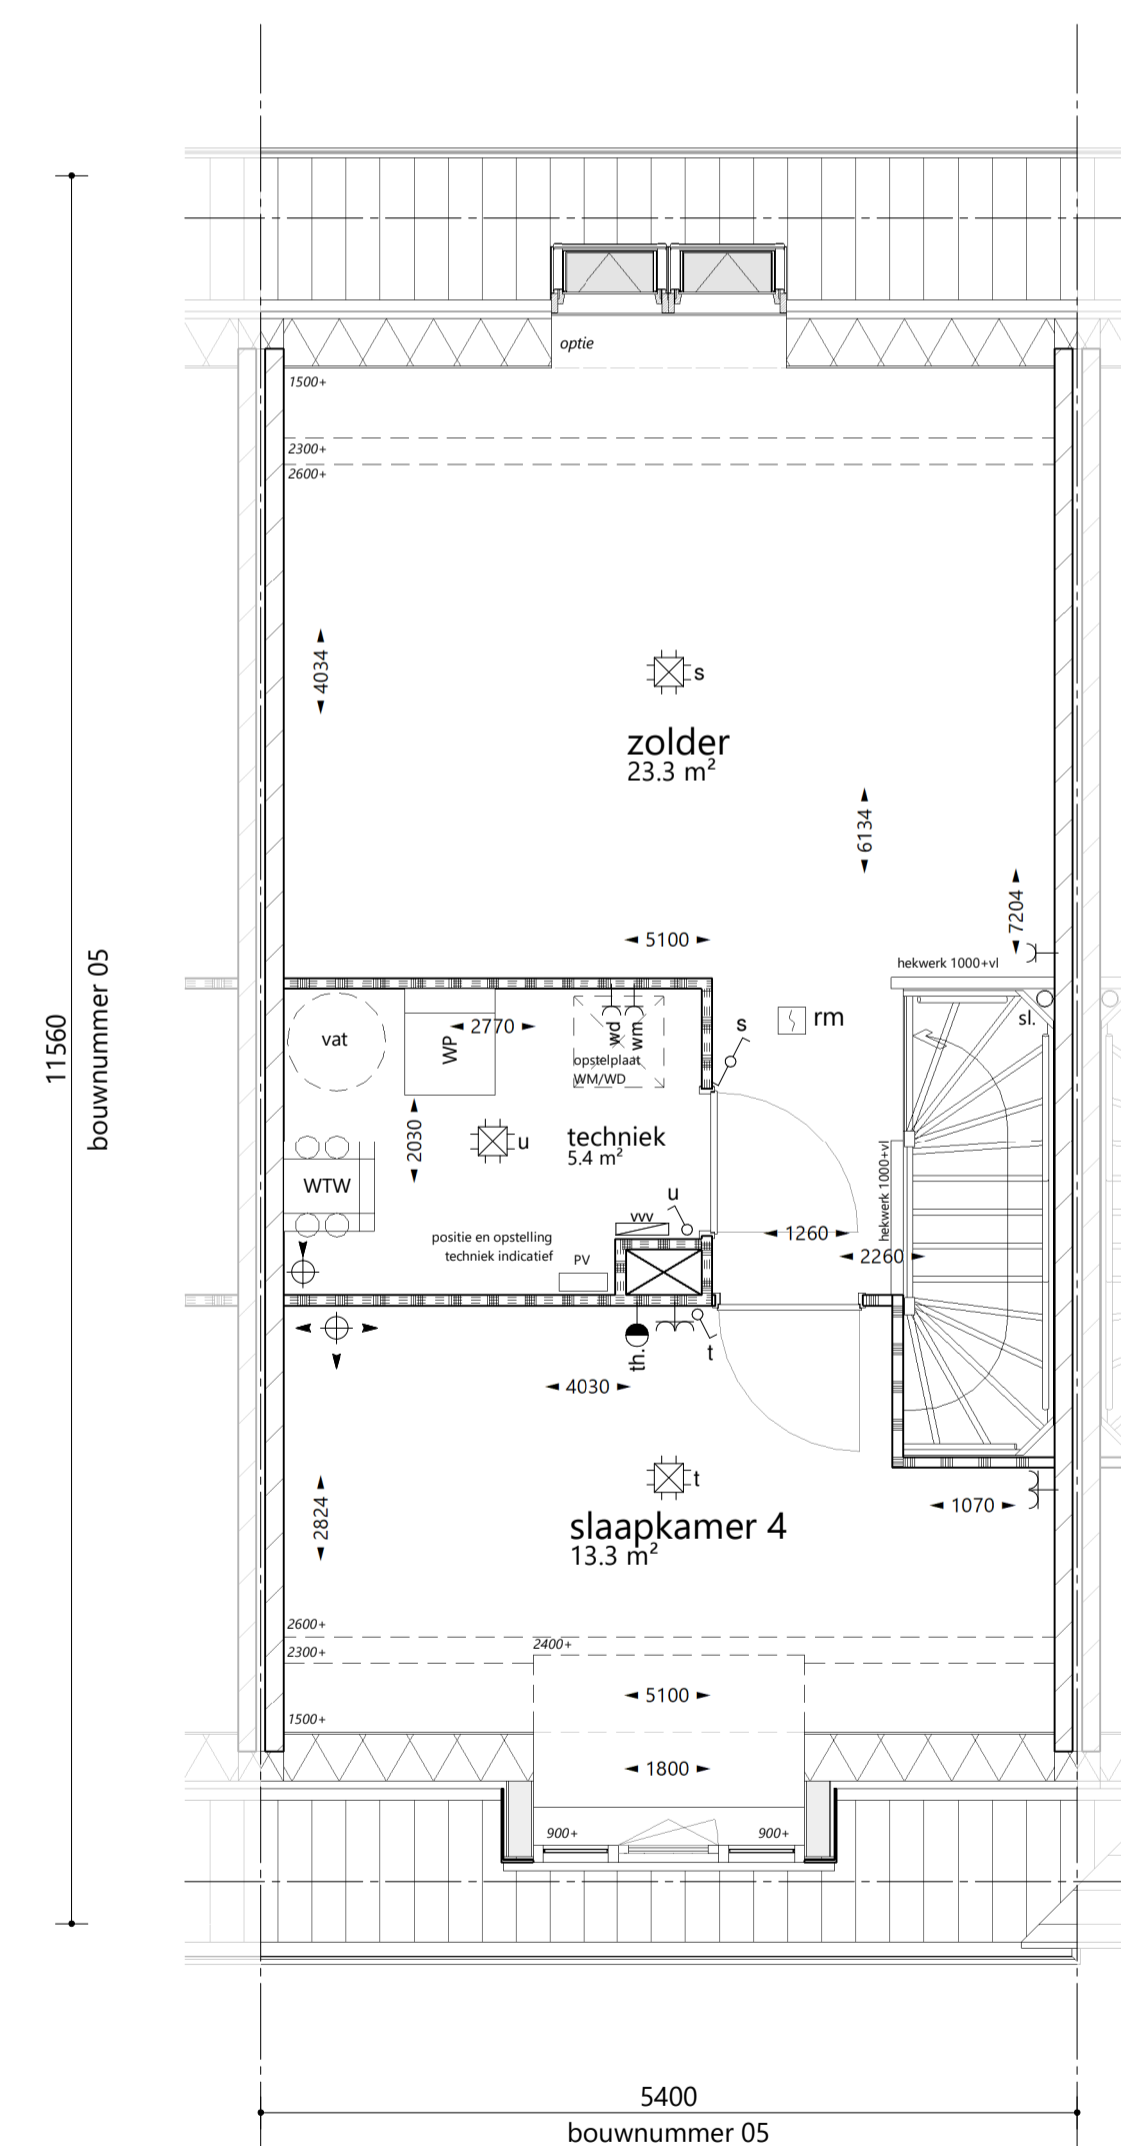 optie
1500+
2300+
2600+
4034
s
zolder
23.3 m²
6134
7204
5100
hekwerk 1000+vl
vat
WP
2770
wd
wm
opstelplaat
WM/WD
s
rm
sl.
2030
u
techniek
5.4 m²
WTW
u
vvv
hekwerk 1000+vl
1260
2260
positie en opstelling
techniek indicatief
PV
11560
bouwnummer 05
th.
t
4030
2824
t
slaapkamer 4
13.3 m²
1070
2600+
2300+
2400+
1500+
5100
1800
900+
900+
5400
bouwnummer 05